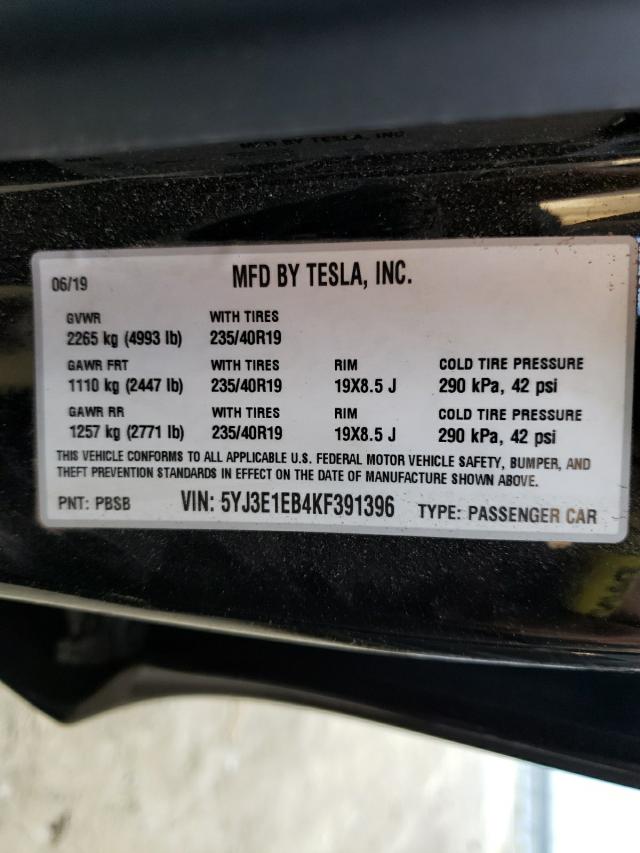 MFD BY TESLA, INC
06/19 MFD BY TESLA, INC.
GVWR WITH TIRES
2265 kg (4993 lb) 235/40R19
GAWR FRT WITH TIRES RIM COLD TIRE PRESSURE
1110 kg (2447 lb) 235/40R19 19X8.5 J 290 kPa, 42 psi
GAWR RR WITH TIRES RIM COLD TIRE PRESSURE
1257 kg (2771 lb) 235/40R19 19X8.5 J 290 kPa, 42 psi
THIS VEHICLE CONFORMS TO ALL APPLICABLE U.S. FEDERAL MOTOR VEHICLE SAFETY, BUMPER, AND
THEFT PREVENTION STANDARDS IN EFFECT ON THE DATE OF MANUFACTURE SHOWN ABOVE.
PNT: PBSB VIN: 5YJ3E1EB4KF391396 TYPE: PASSENGER CAR